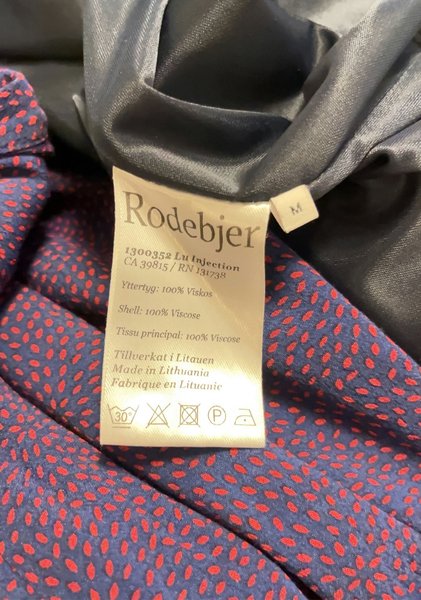 Rodebjer
M
1300352 Lu Injection
CA 39815 / RN 131738
Yttertyg: 100% Viskos
Shell: 100% Viscose
Tissu principal: 100% Viscose
Tillverkat i Litauen
Made in Lithuania
Fabrique en Lituanie
30° P